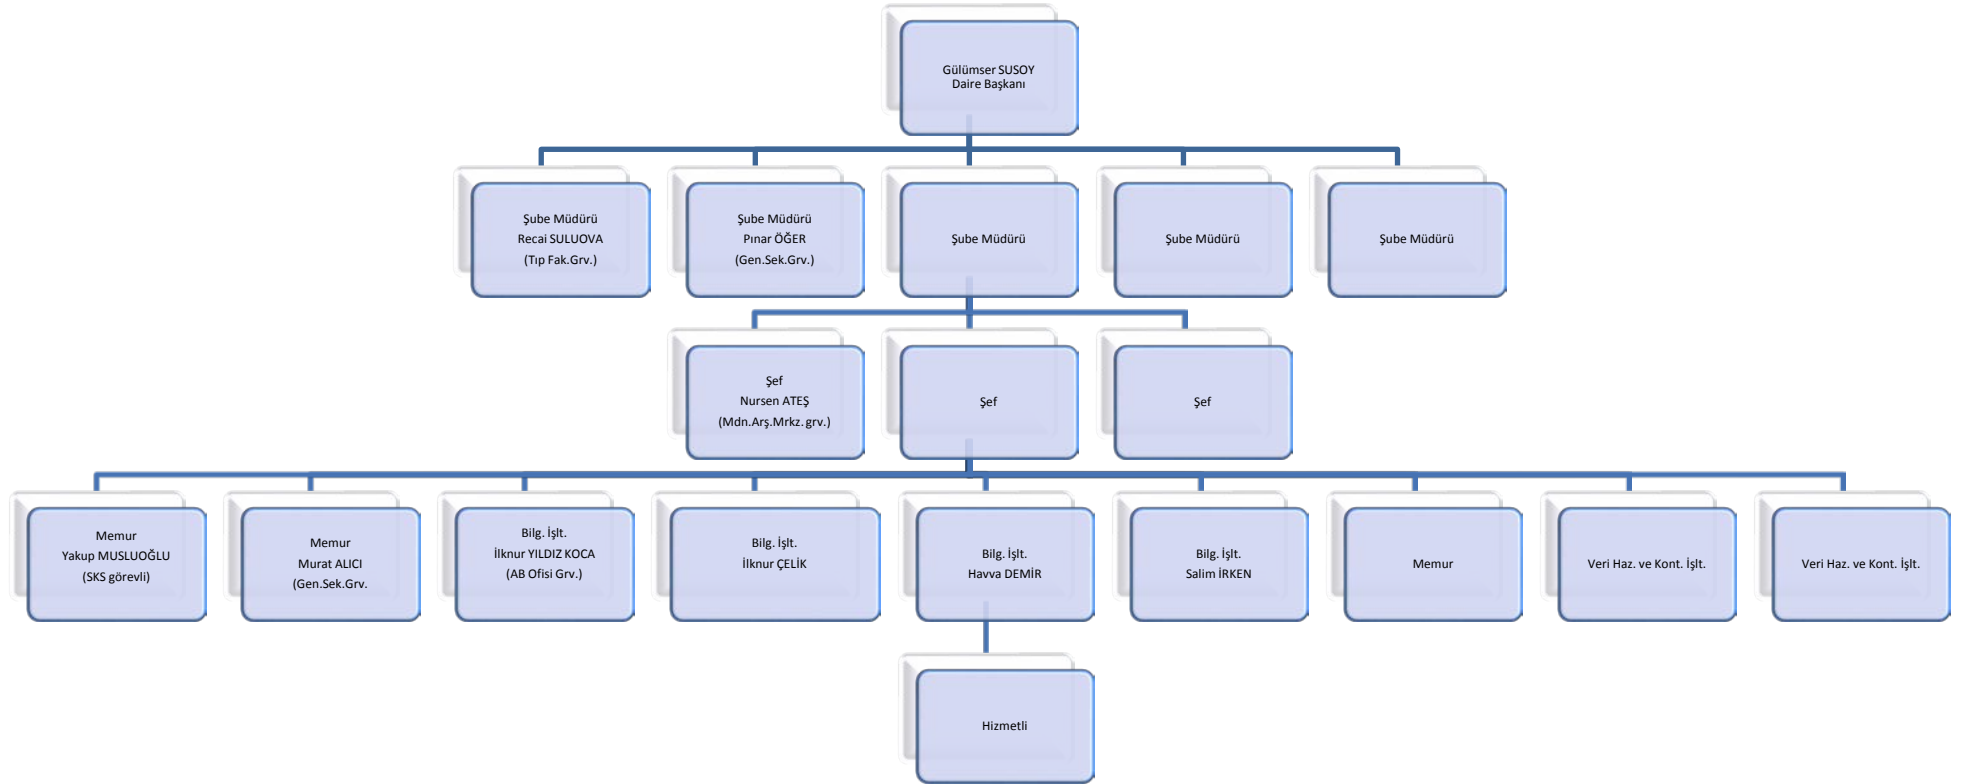 Gülümser SUSOY
Daire Başkanı
Şube Müdürü
Recai SULUOVA
(Tıp Fak.Grv.)
Şube Müdürü
Pınar ÖĞER
(Gen.Sek.Grv.)
Şube Müdürü
Şube Müdürü
Şube Müdürü
Şef
Nursen ATEŞ
(Mdn.Arş.Mrkz. grv.)
Şef
Şef
Memur
Yakup MUSLUOĞLU
(SKS görevli)
Memur
Murat ALICI
(Gen.Sek.Grv.
Bilg. İşlt.
İlknur YILDIZ KOCA
(AB Ofisi Grv.)
Bilg. İşlt.
İlknur ÇELİK
Bilg. İşlt.
Havva DEMİR
Bilg. İşlt.
Salim İRKEN
Memur
Veri Haz. ve Kont. İşlt.
Veri Haz. ve Kont. İşlt.
Hizmetli